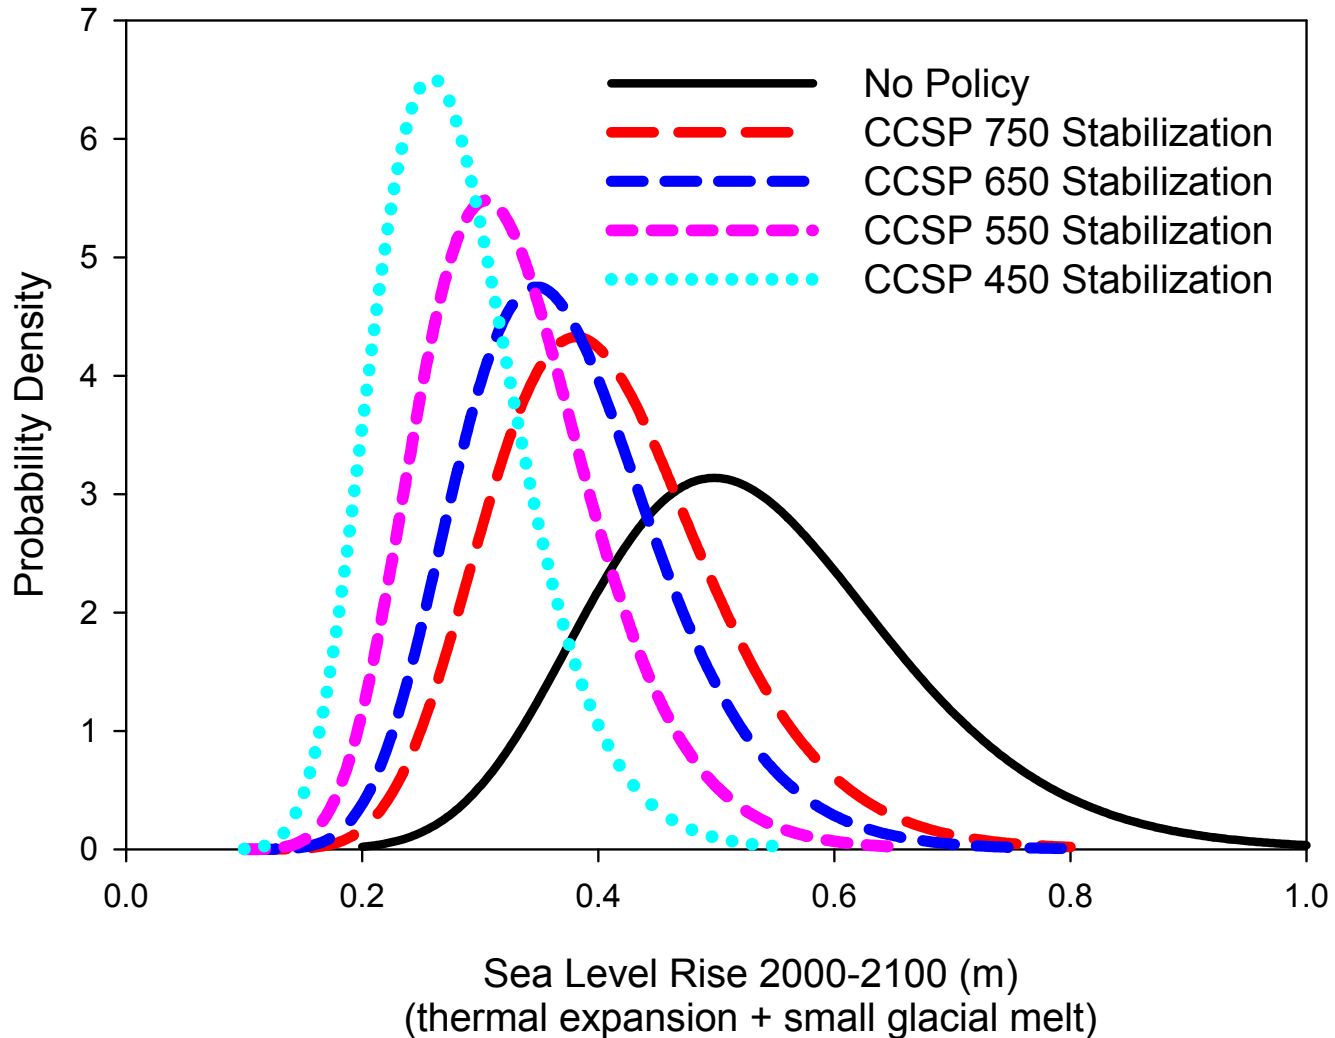 7
6
5
4
3
2
1
0
Probability Density
No Policy
CCSP 750 Stabilization
CCSP 650 Stabilization
CCSP 550 Stabilization
CCSP 450 Stabilization
0.0 0.2 0.4 0.6 0.8 1.0
Sea Level Rise 2000-2100 (m)
(thermal expansion + small glacial melt)